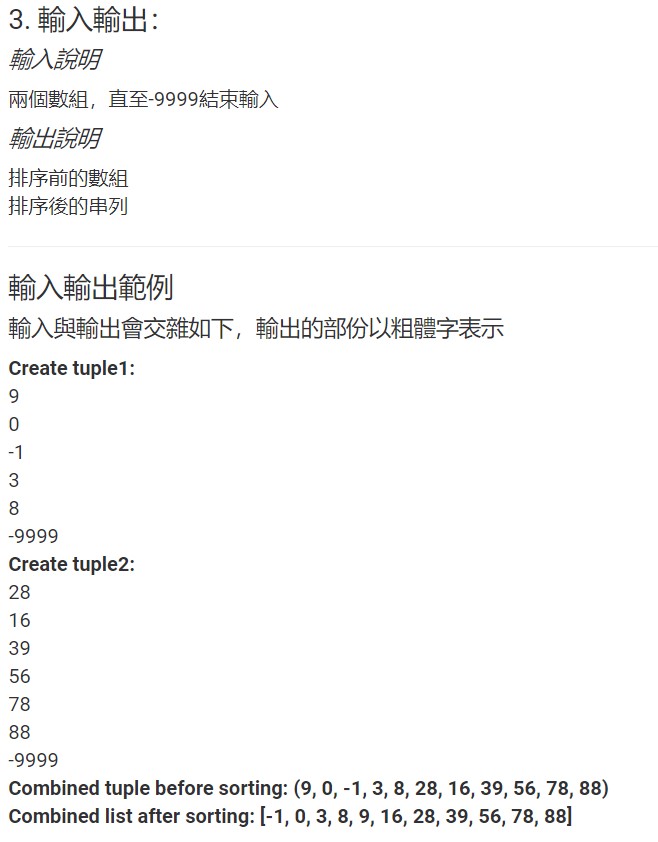 3. 輸入輸出：
輸入說明
兩個數組，直至-9999結束輸入
輸出說明
排序前的數組
排序後的串列
輸入輸出範例
輸入與輸出會交雜如下，輸出的部份以粗體字表示
Create tuple1:
9
0
-1
3
8
-9999
Create tuple2:
28
16
39
56
78
88
-9999
Combined tuple before sorting: (9, 0, -1, 3, 8, 28, 16, 39, 56, 78, 88)
Combined list after sorting: [-1, 0, 3, 8, 9, 16, 28, 39, 56, 78, 88]